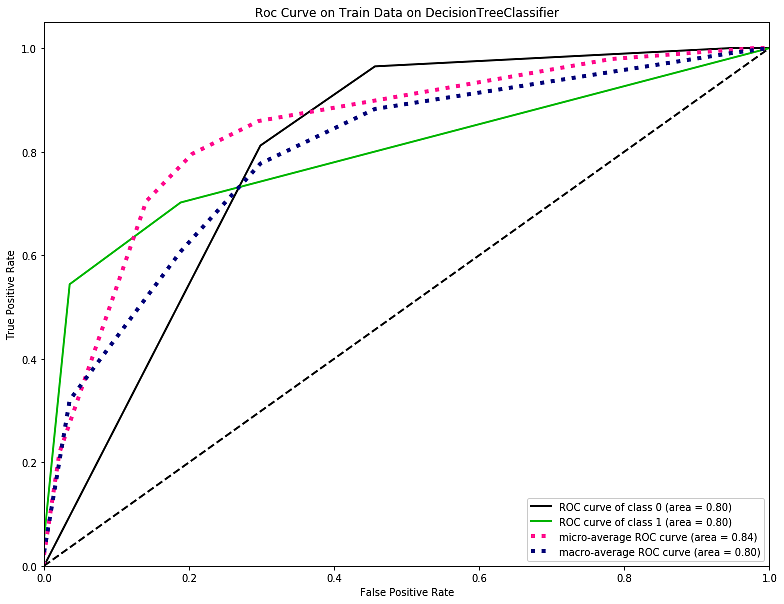 Roc Curve on Train Data on DecisionTreeClassifier
1.0
0.8
0.6
0.4
0.2
0.0
True Positive Rate
0.0 0.2 0.4 0.6 0.8 1.0
False Positive Rate
ROC curve of class 0 (area = 0.80)
ROC curve of class 1 (area = 0.80)
micro-average ROC curve (area = 0.84)
macro-average ROC curve (area = 0.80)